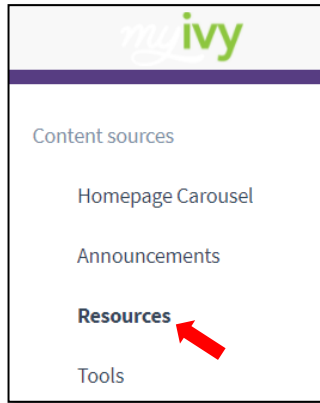 myivy
Content sources
Homepage Carousel
Announcements
Resources
Tools